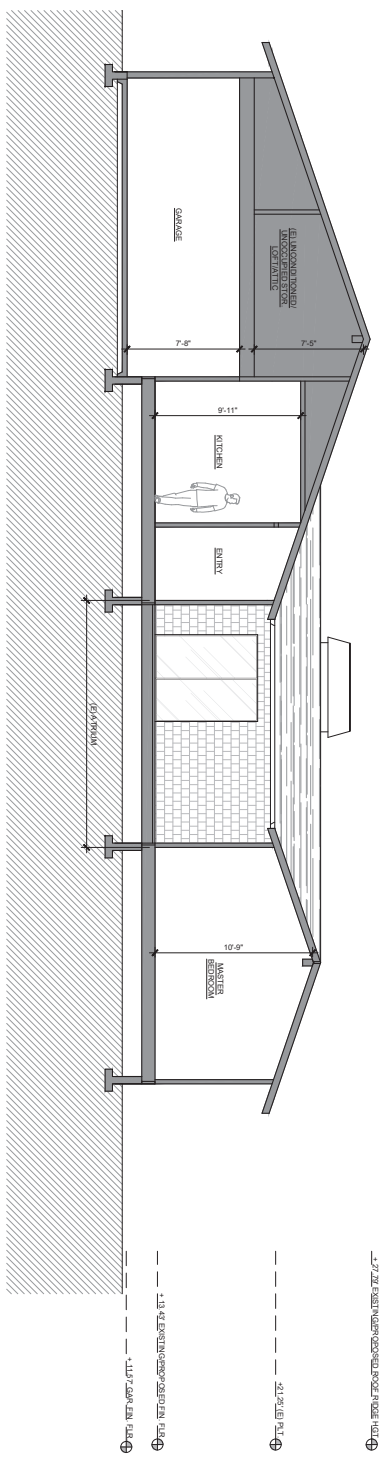 (E) UNCONDITIONED/
UNOCCUPIED STOR.
LOFT/ATTIC
7'-5"
GARAGE
7'-8"
9'-11"
KITCHEN
ENTRY
(E) ATRIUM
10'-9"
MASTER
BEDROOM
+ 27.79' EXISTING/PROPOSED ROOF RIDGE HGT
+21.25' (E) PLT.
+ 13.43' EXISTING/PROPOSED FIN. FLR
+ 11.57' GAR. FIN. FLR